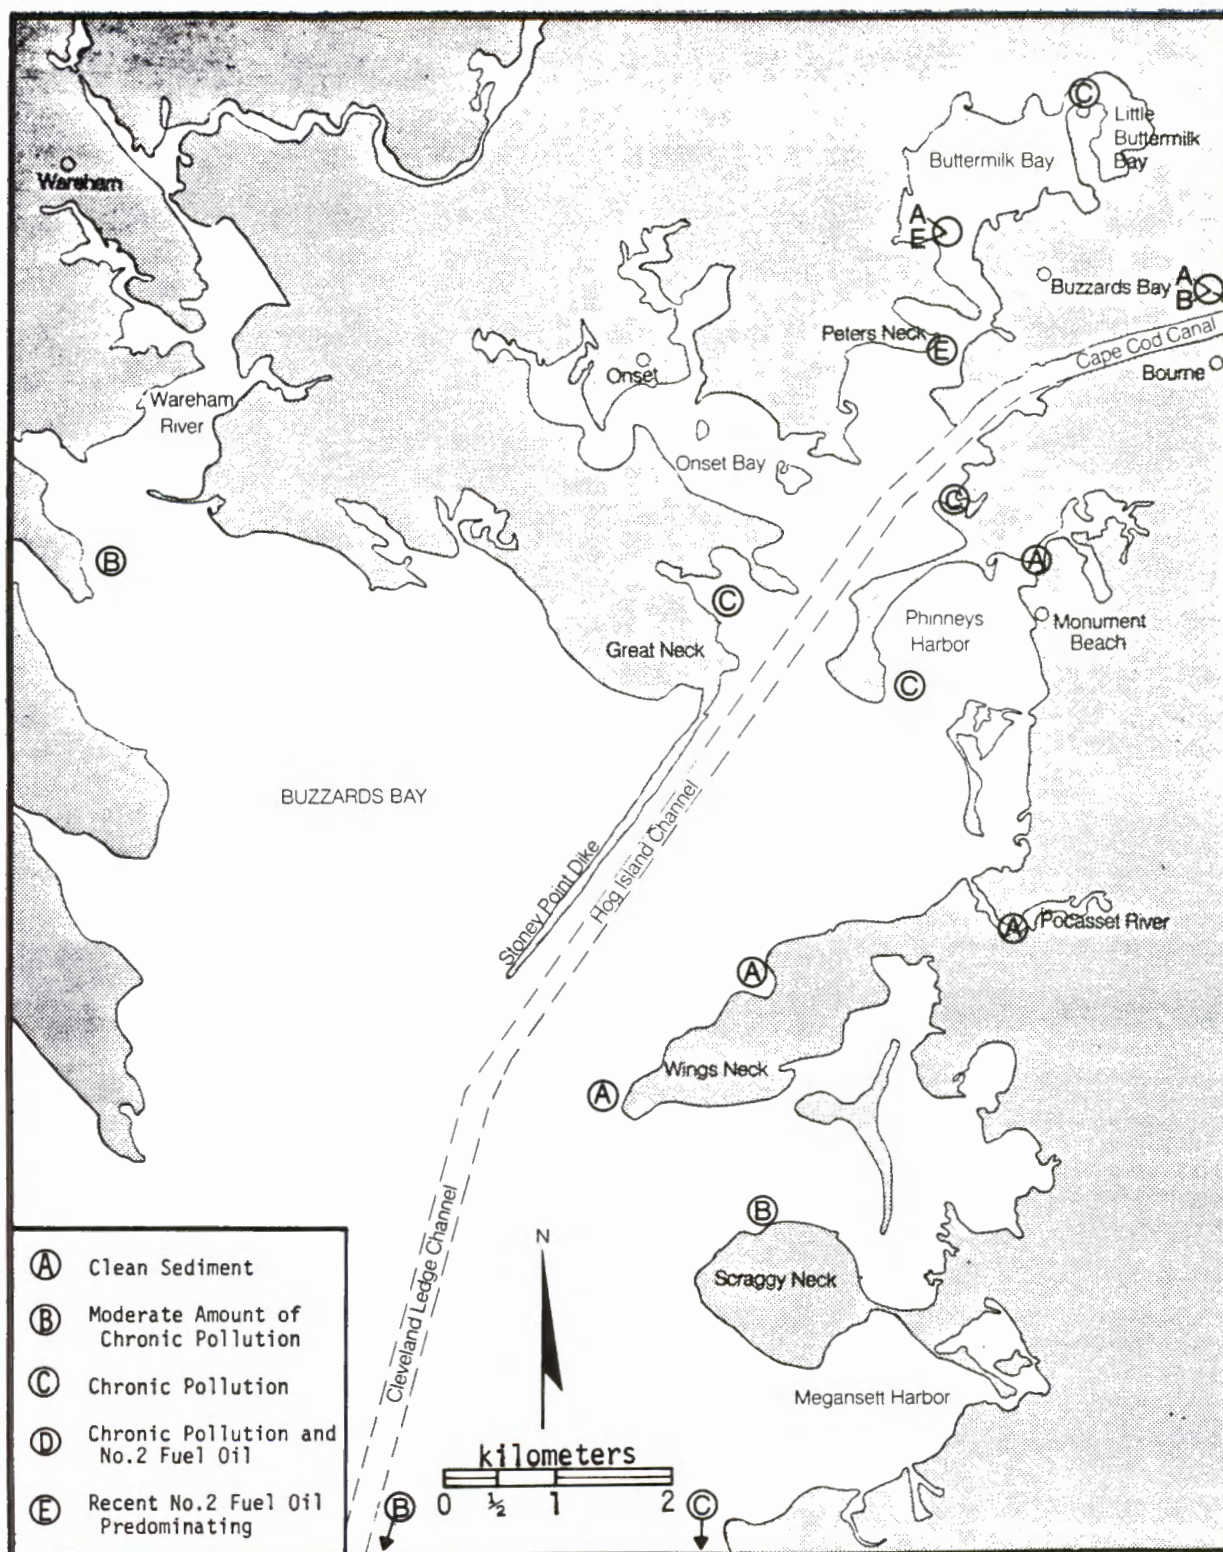 C
Little
Buttermilk
Bay
Buttermilk Bay
Wareham
A
E
Buzzards Bay
A
B
Cape Cod Canal
Bourne
Peters Neck
E
Onset
Wareham
River
Onset Bay
C
B
A
C
Phinneys
Harbor
Monument
Beach
Great Neck
C
BUZZARDS BAY
Hog Island Channel
Stoney Point Dike
A
Pocasset River
A
Wings Neck
A
B
Scraggy Neck
Cleveland Ledge Channel
N
Megansett Harbor
A Clean Sediment
B Moderate Amount of
Chronic Pollution
C Chronic Pollution
D Chronic Pollution and
No.2 Fuel Oil
E Recent No.2 Fuel Oil
Predominating
kilometers
0 ½ 1 2
B
C